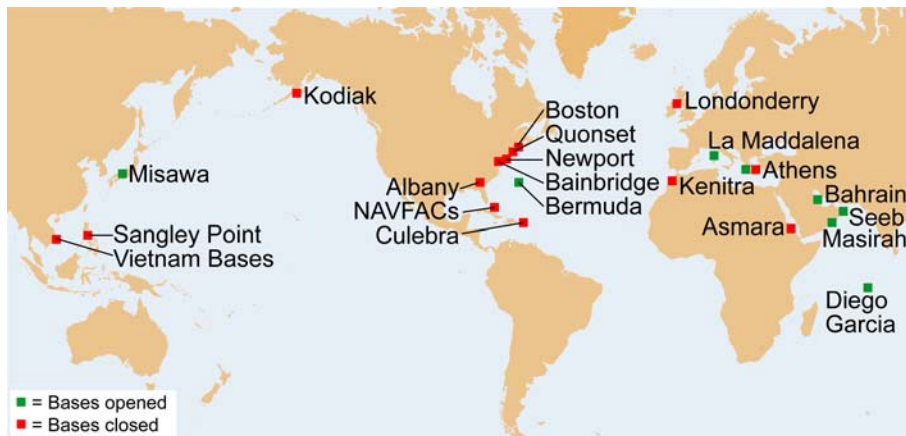 Kodiak
Boston
Quonset
Newport
Bainbridge
Bermuda
Londonderry
La Maddalena
Athens
Kenitra
Misawa
Albany
NAVFACs
Culebra
Bahrain
Seeb
Masirah
Asmara
Sangley Point
Vietnam Bases
Diego
Garcia
= Bases opened
= Bases closed